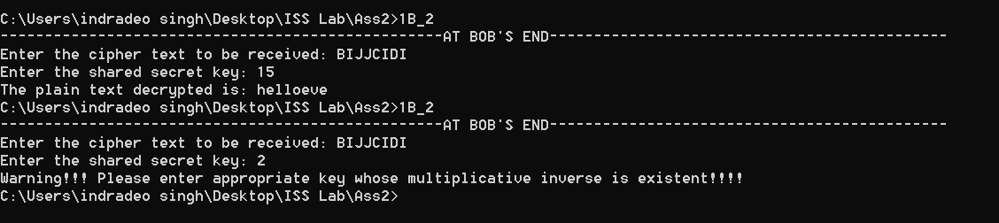 C:\Users\indradeo singh\Desktop\ISS Lab\Ass2>1B_2
--------------------------------------------------AT BOB'S END---------------------------------------------
Enter the cipher text to be received: BIJJCIDI
Enter the shared secret key: 15
The plain text decrypted is: helloeve
C:\Users\indradeo singh\Desktop\ISS Lab\Ass2>1B_2
--------------------------------------------------AT BOB'S END---------------------------------------------
Enter the cipher text to be received: BIJJCIDI
Enter the shared secret key: 2
Warning!!! Please enter appropriate key whose multiplicative inverse is existent!!!!
C:\Users\indradeo singh\Desktop\ISS Lab\Ass2>